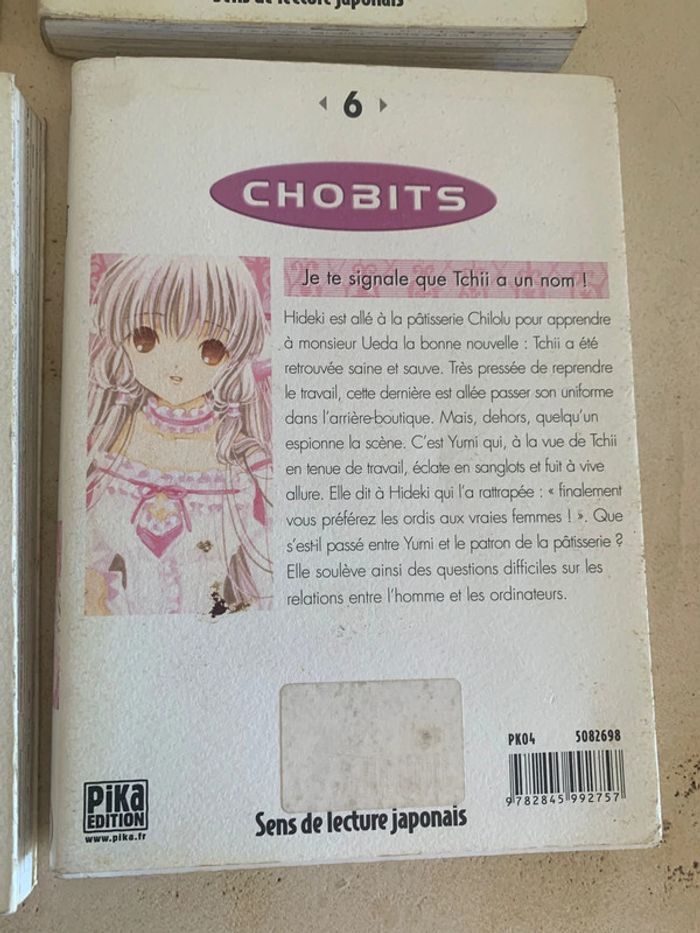 Sens de lecture japonais
6
CHOBITS
Je te signale que Tchii a un nom !
Hideki est allé à la pâtisserie Chilolu pour apprendre
à monsieur Ueda la bonne nouvelle : Tchii a été
retrouvée saine et sauve. Très pressée de reprendre
le travail, cette dernière est allée passer son uniforme
dans l'arrière-boutique. Mais, dehors, quelqu'un
espionne la scène. C'est Yumi qui, à la vue de Tchii
en tenue de travail, éclate en sanglots et fuit à vive
allure. Elle dit à Hideki qui l'a rattrapée : « finalement
vous préférez les ordis aux vraies femmes ! ». Que
s'est-il passé entre Yumi et le patron de la pâtisserie ?
Elle soulève ainsi des questions difficiles sur les
relations entre l'homme et les ordinateurs.
PK04 5082698
9 782845 992757
PiKa
EDITION
www.pika.fr
Sens de lecture japonais